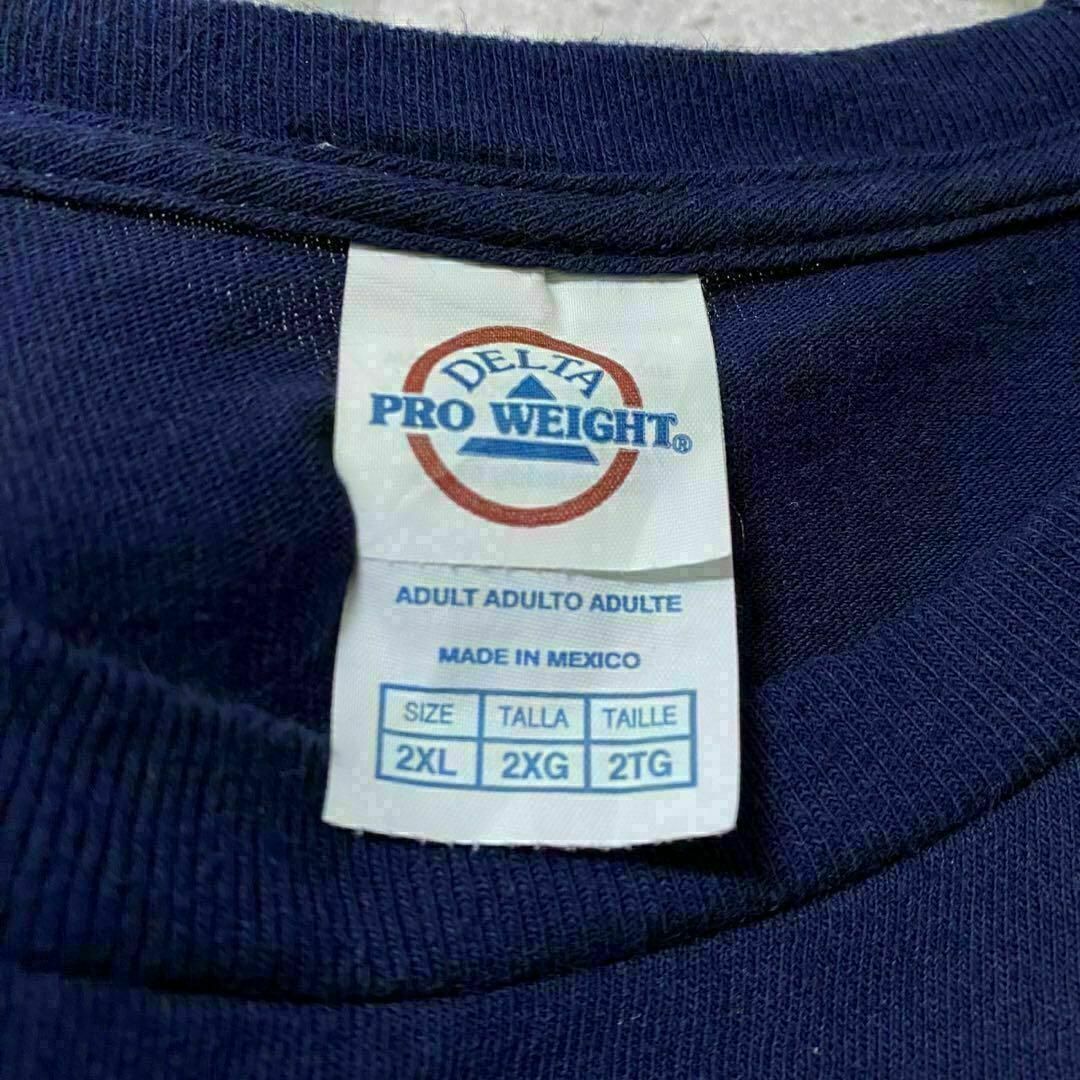 DELTA
PRO WEIGHT®
ADULT ADULTO ADULTE
MADE IN MEXICO
SIZE TALLA TAILLE
2XL 2XG 2TG